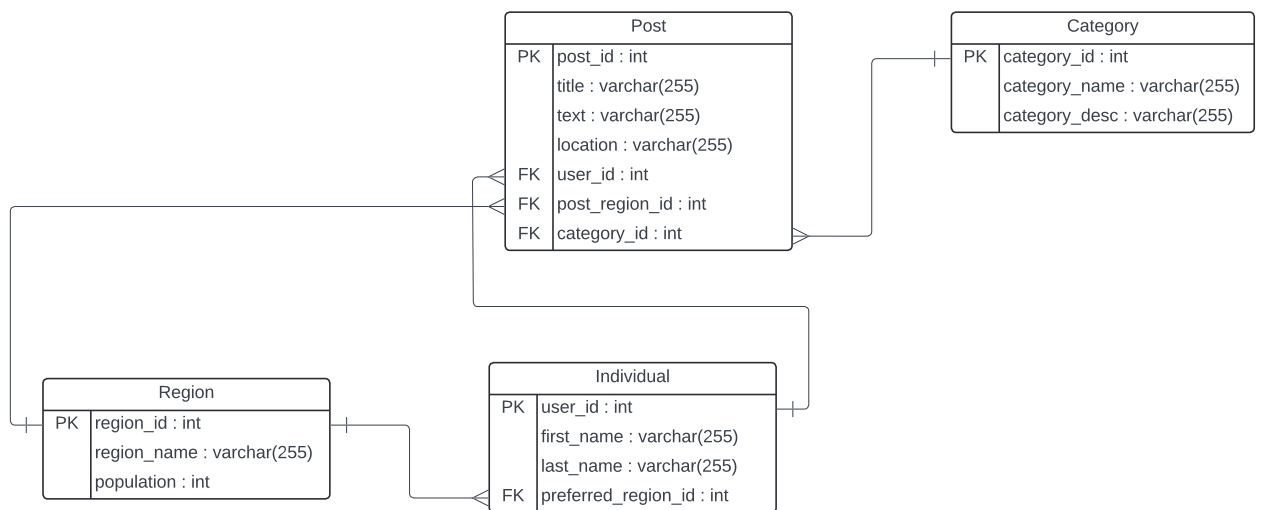 Post
PK post_id : int
title : varchar(255)
text : varchar(255)
location : varchar(255)
FK user_id : int
FK post_region_id : int
FK category_id : int
Category
PK category_id : int
category_name : varchar(255)
category_desc : varchar(255)
Region
PK region_id : int
region_name : varchar(255)
population : int
Individual
PK user_id : int
first_name : varchar(255)
last_name : varchar(255)
FK preferred_region_id : int